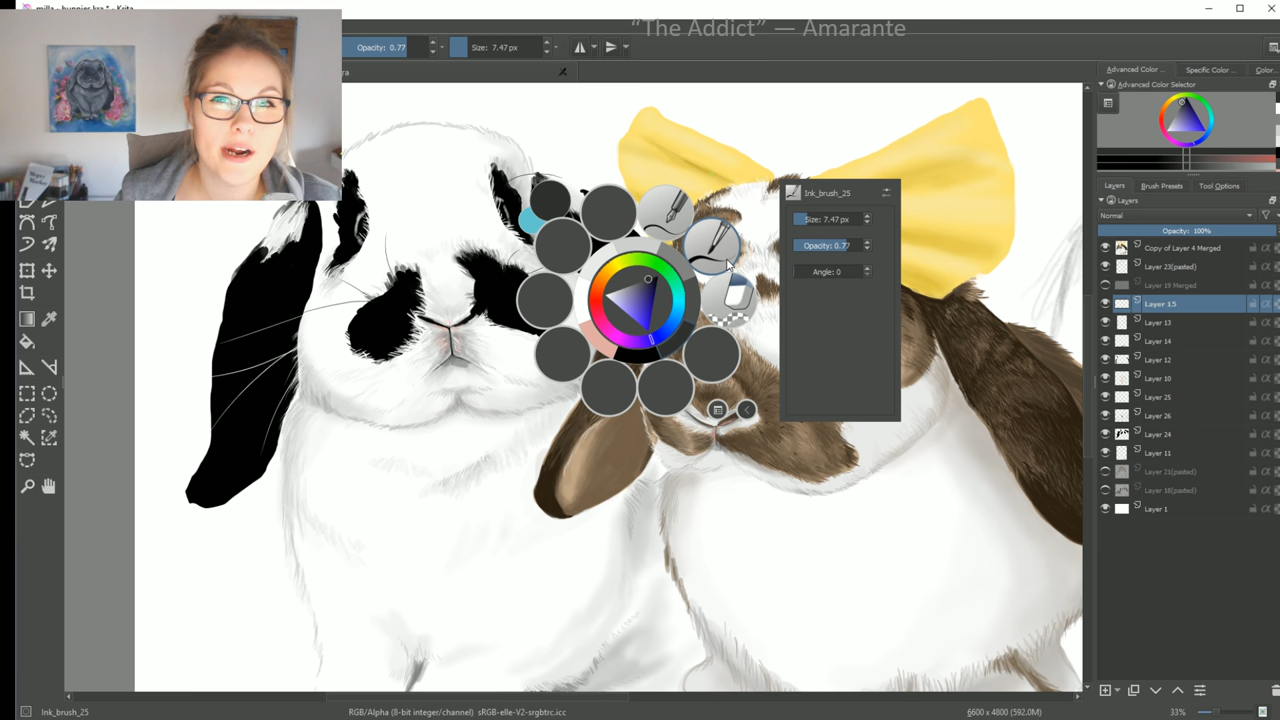 milla - bunnies.kra * - Krita
"The Addict" — Amarante
Opacity: 0.77
Size: 7.47 px
Advanced Color ...
Specific Color ...
Color...
Advanced Color Selector
Layers
Brush Presets
Tool Options
Layers
Normal
Opacity: 100%
Copy of Layer 4 Merged
Layer 23(pasted)
Layer 19 Merged
Layer 15
Layer 13
Layer 14
Layer 12
Layer 10
Layer 25
Layer 26
Layer 24
Layer 11
Layer 21(pasted)
Layer 18(pasted)
Layer 1
Ink_brush_25
Size: 7.47 px
Opacity: 0.77
Angle: 0
Ink_brush_25
RGB/Alpha (8-bit integer/channel) sRGB-elle-V2-srgbtrc.icc
6600 x 4800 (592.0M)
33%